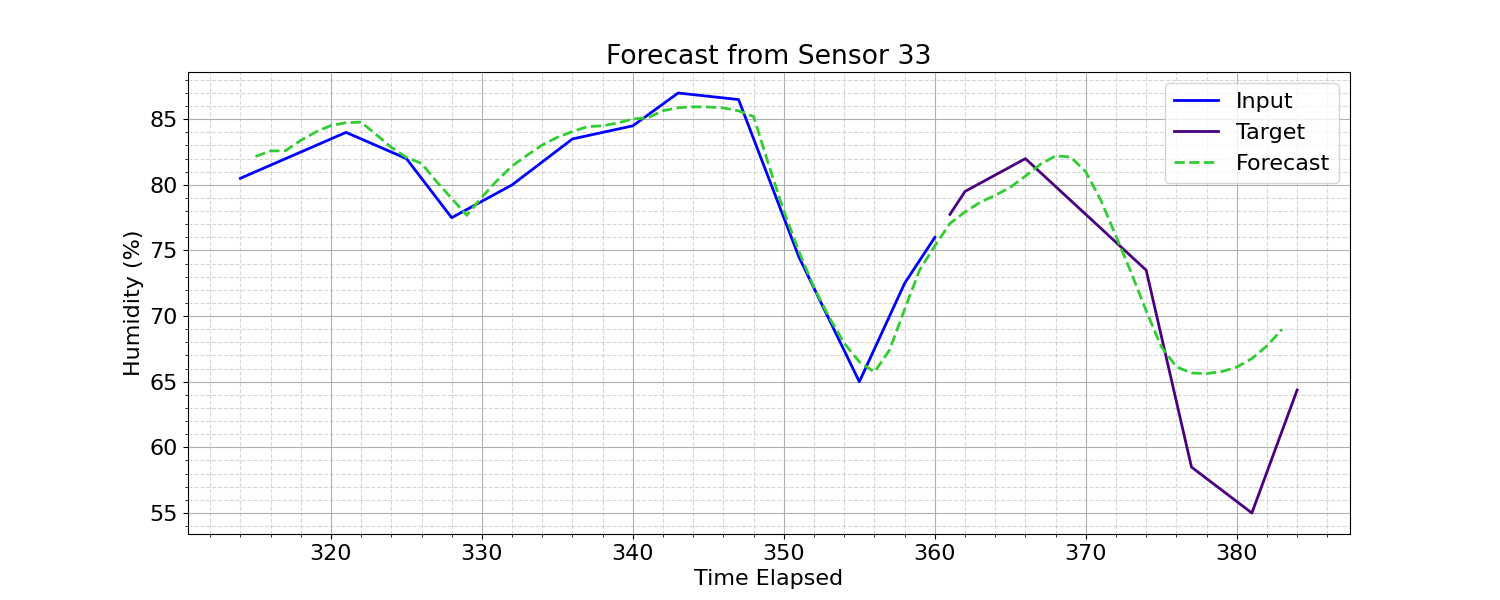 Forecast from Sensor 33
Humidity (%)
85
80
75
70
65
60
55
Input
Target
Forecast
320 330 340 350 360 370 380
Time Elapsed